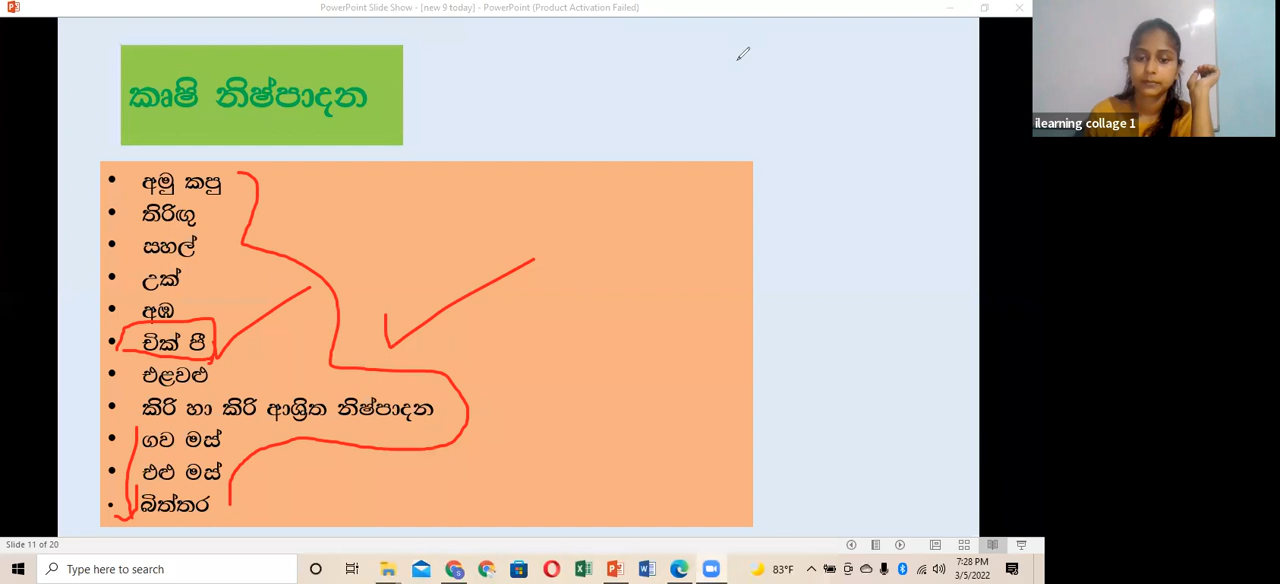 PowerPoint Slide Show - [new 9 today] - PowerPoint (Product Activation Failed)
ilearning collage 1
කෘෂි නිෂ්පාදන
• අමු කපු
• තිරිඟු
• සහල්
• උක්
• අඹ
• චික් පී
• එළවළු
• කිරි හා කිරි ආශ්‍රිත නිෂ්පාදන
• ගව මස්
• එළු මස්
• බිත්තර
Slide 11 of 20
Type here to search
83°F
7:28 PM
3/5/2022